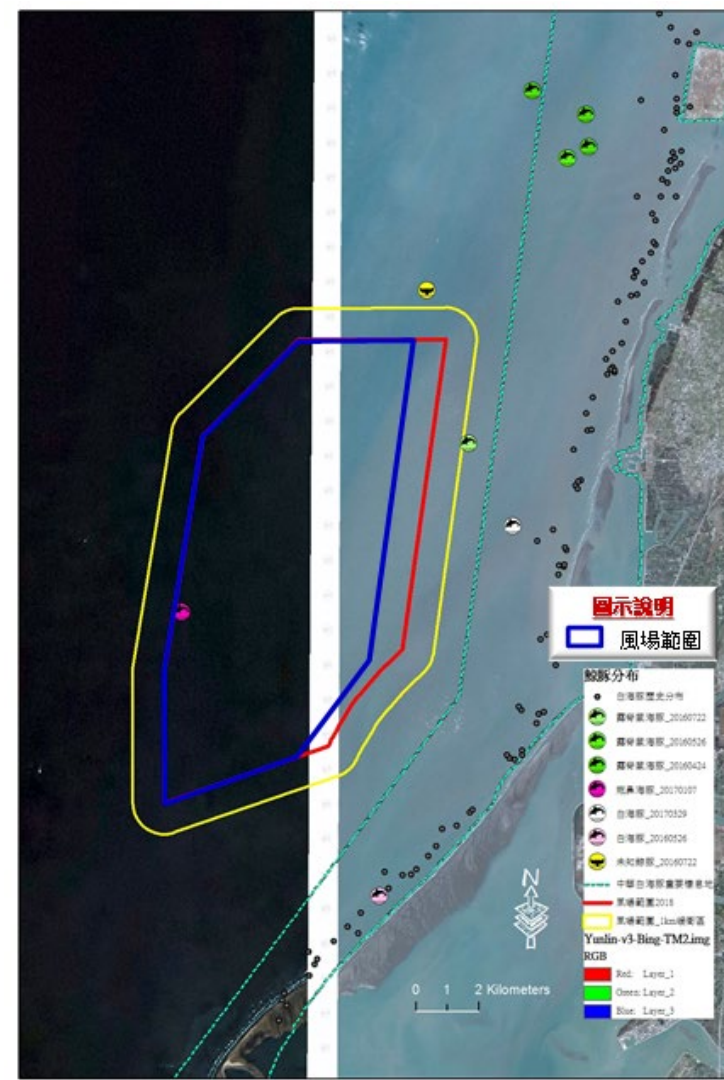 圖示說明
風場範圍
鯨豚分布
白海豚歷史分布
露脊鼠海豚_20160722
露脊鼠海豚_20160526
露脊鼠海豚_20160424
瓶鼻海豚_20170107
白海豚_20170329
白海豚_20160526
未知鯨豚_20160722
中華白海豚重要棲息地
風場範圍2018
風場範圍_1km緩衝區
Yunlin-v3-Bing-TM2.img
RGB
Red: Layer_1
Green: Layer_2
Blue: Layer_3
N
0 1 2 Kilometers